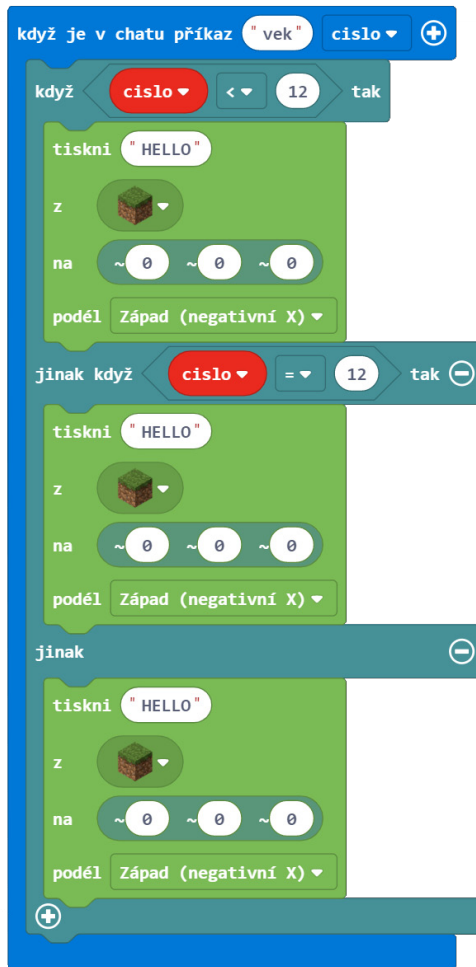 když je v chatu příkaz "vek" cislo
když cislo < 12 tak
tiskni "HELLO"
z
na ~0 ~0 ~0
podél Západ (negativní X)
jinak když cislo = 12 tak
tiskni "HELLO"
z
na ~0 ~0 ~0
podél Západ (negativní X)
jinak
tiskni "HELLO"
z
na ~0 ~0 ~0
podél Západ (negativní X)